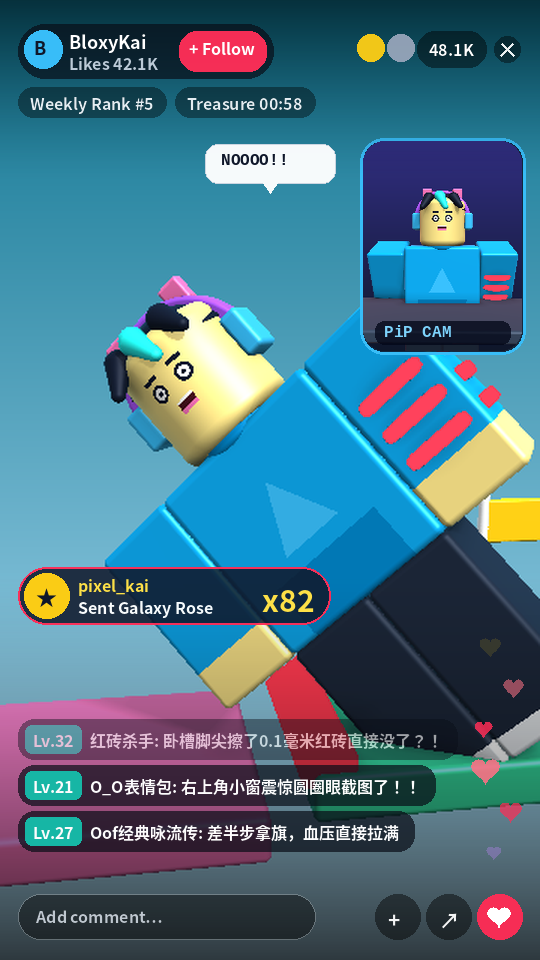 B
BloxyKai
Likes 42.1K
+ Follow
48.1K
Weekly Rank #5
Treasure 00:58
NOOOO!!
PiP CAM
pixel_kai
Sent Galaxy Rose
x82
Lv.32 红砖杀手: 卧槽脚尖擦了0.1毫米红砖直接没了？！
Lv.21 O_O表情包: 右上角小窗震惊圆圈眼截图了！！
Lv.27 Oof经典咏流传: 差半步拿旗，血压直接拉满
Add comment...